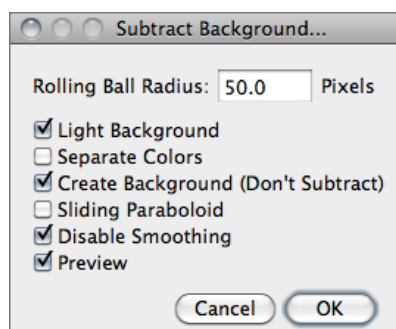 Subtract Background...
Rolling Ball Radius: 50.0 Pixels
Light Background
Separate Colors
Create Background (Don't Subtract)
Sliding Paraboloid
Disable Smoothing
Preview
Cancel OK